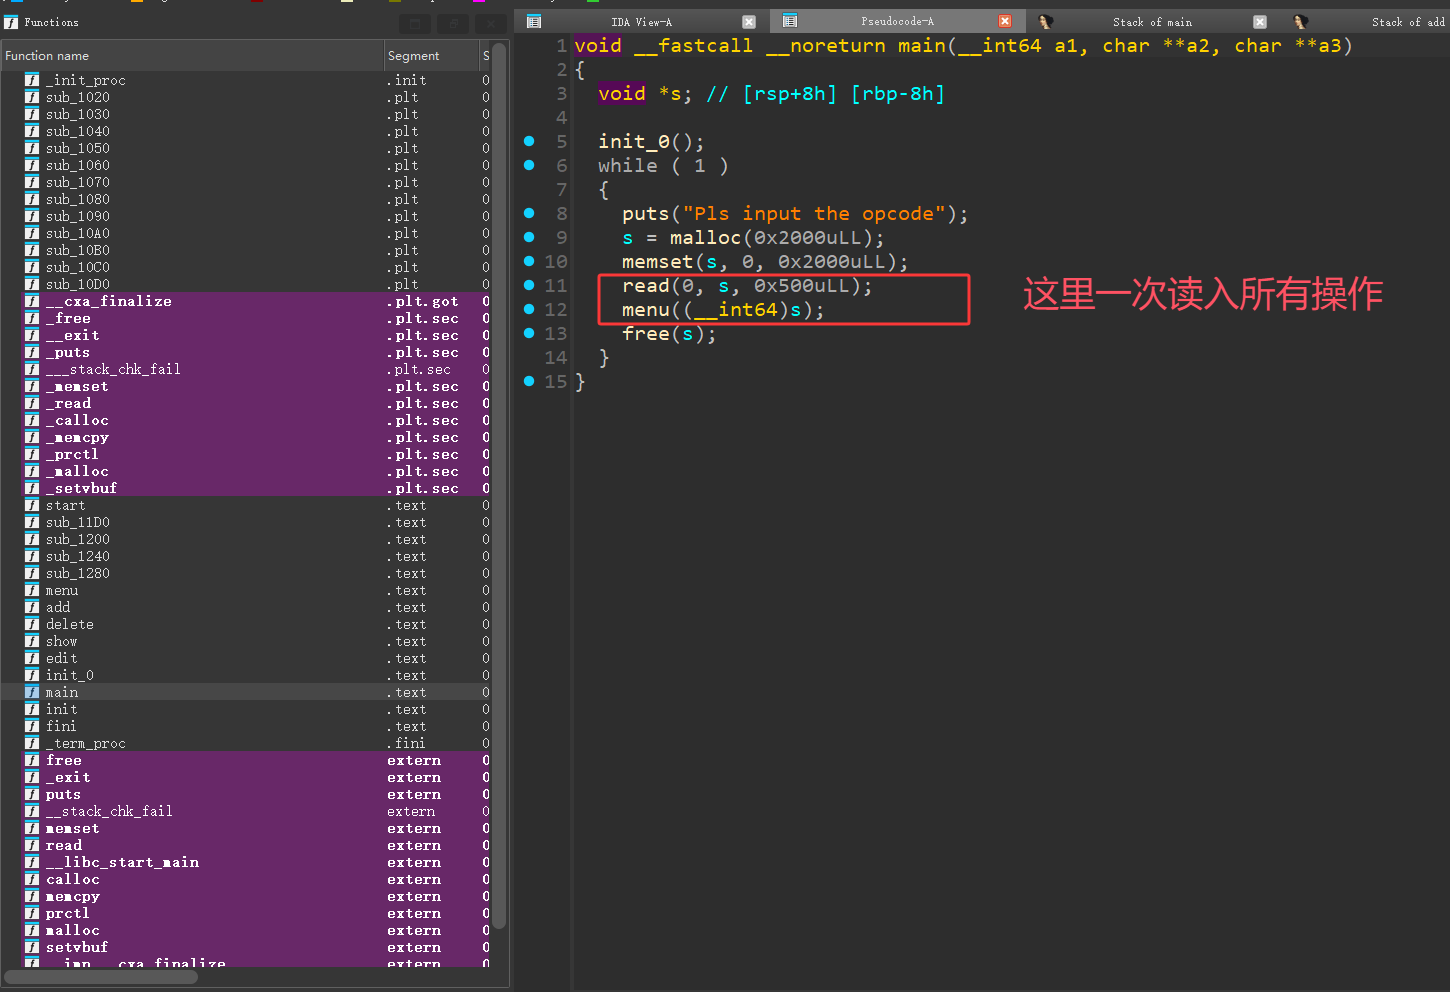 Functions
IDA View-A
Pseudocode-A
Stack of main
Stack of add
Function name
Segment
S
_init_proc .init 0
sub_1020 .plt 0
sub_1030 .plt 0
sub_1040 .plt 0
sub_1050 .plt 0
sub_1060 .plt 0
sub_1070 .plt 0
sub_1080 .plt 0
sub_1090 .plt 0
sub_10A0 .plt 0
sub_10B0 .plt 0
sub_10C0 .plt 0
sub_10D0 .plt 0
__cxa_finalize .plt.got 0
_free .plt.sec 0
__exit .plt.sec 0
_puts .plt.sec 0
___stack_chk_fail .plt.sec 0
_memset .plt.sec 0
_read .plt.sec 0
_calloc .plt.sec 0
_memcpy .plt.sec 0
_prctl .plt.sec 0
_malloc .plt.sec 0
_setvbuf .plt.sec 0
start .text 0
sub_11D0 .text 0
sub_1200 .text 0
sub_1240 .text 0
sub_1280 .text 0
menu .text 0
add .text 0
delete .text 0
show .text 0
edit .text 0
init_0 .text 0
main .text 0
init .text 0
fini .text 0
_term_proc .fini 0
free extern 0
_exit extern 0
puts extern 0
__stack_chk_fail extern 0
memset extern 0
read extern 0
__libc_start_main extern 0
calloc extern 0
memcpy extern 0
prctl extern 0
malloc extern 0
setvbuf extern 0
__imp___cxa_finalize extern 0
1 void __fastcall __noreturn main(__int64 a1, char **a2, char **a3)
2 {
3 void *s; // [rsp+8h] [rbp-8h]
4
5 init_0();
6 while ( 1 )
7 {
8 puts("Pls input the opcode");
9 s = malloc(0x2000uLL);
10 memset(s, 0, 0x2000uLL);
11 read(0, s, 0x500uLL);
12 menu((__int64)s);
13 free(s);
14 }
15 }
这里一次读入所有操作